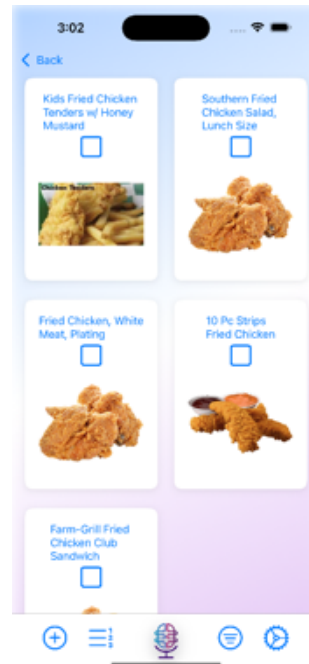 3:02
Back
Kids Fried Chicken
Tenders w/ Honey
Mustard
Chicken Tenders
Southern Fried
Chicken Salad,
Lunch Size
Fried Chicken, White
Meat, Plating
10 Pc Strips
Fried Chicken
Farm-Grill Fried
Chicken Club
Sandwich